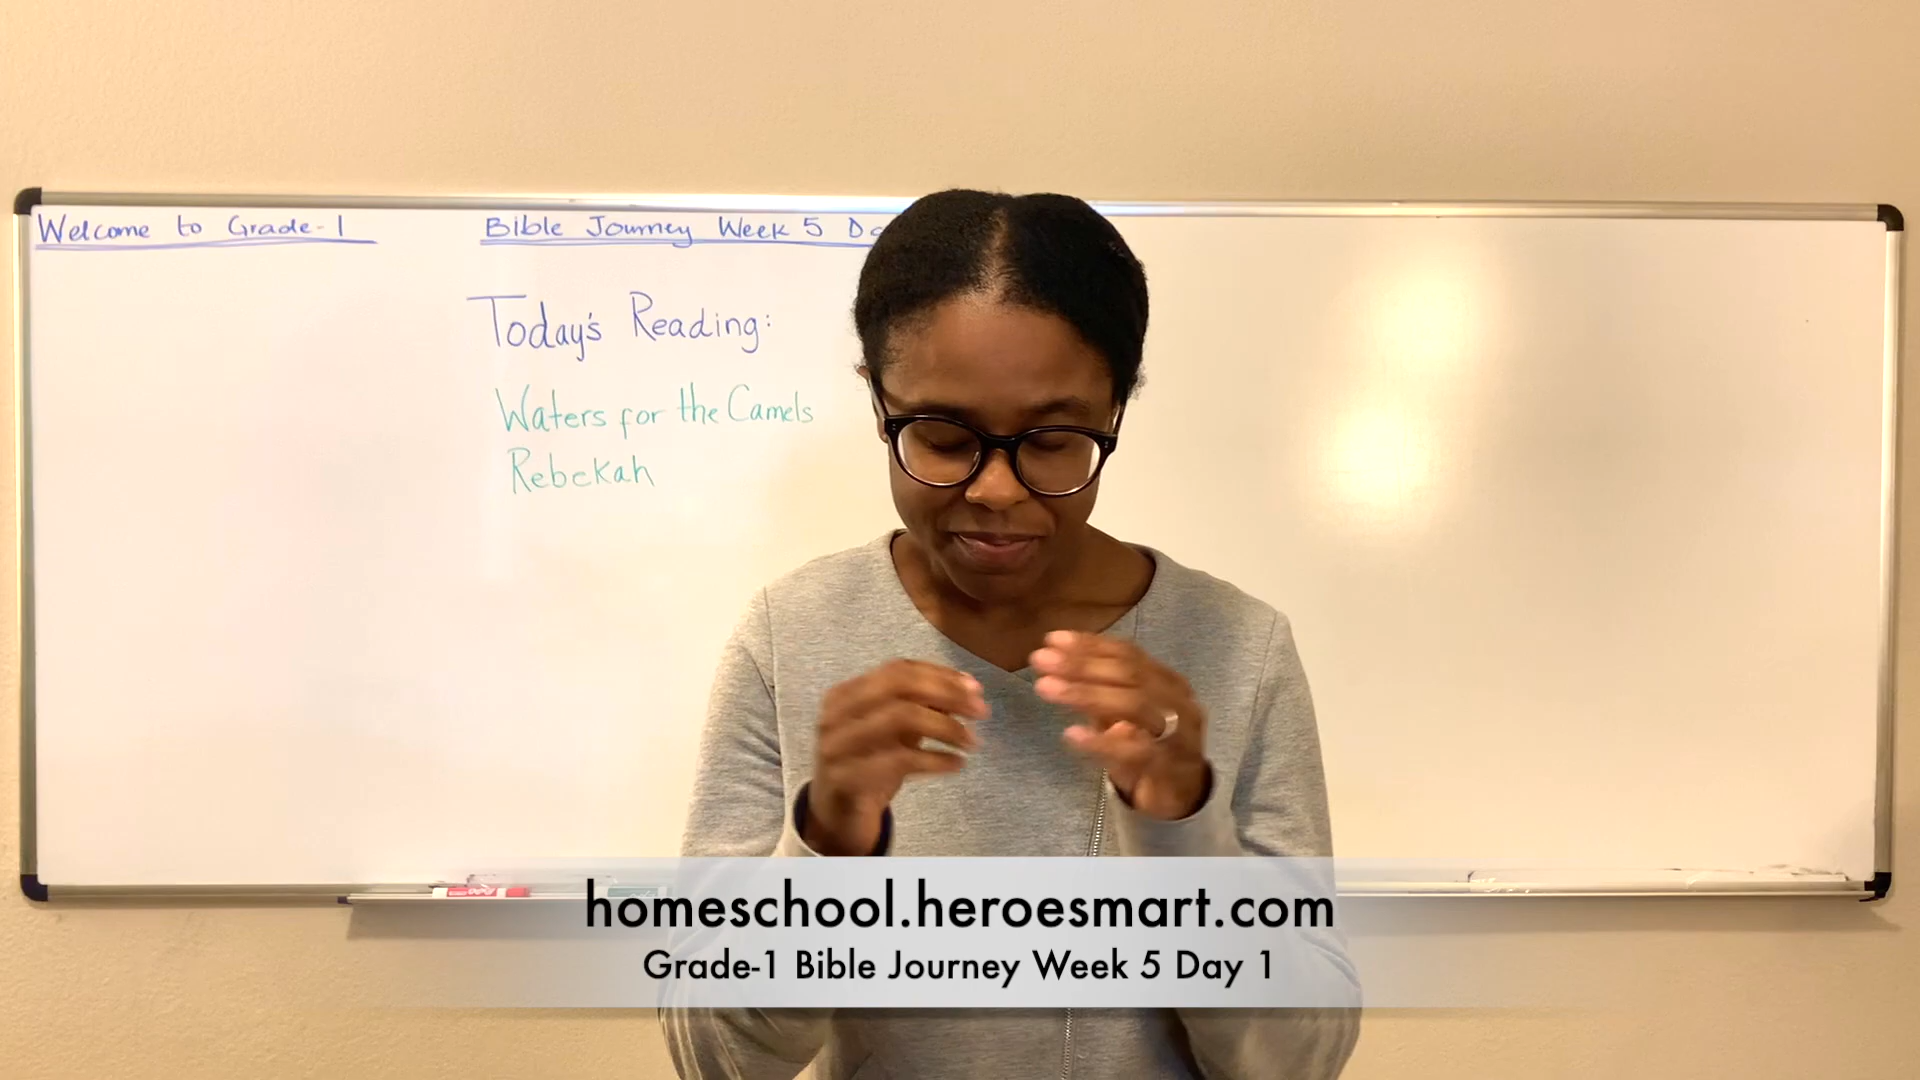 Welcome to Grade-1
Bible Journey Week 5
Today's Reading:
Waters for the Camels
Rebekah
homeschool.heroesmart.com
Grade-1 Bible Journey Week 5 Day 1